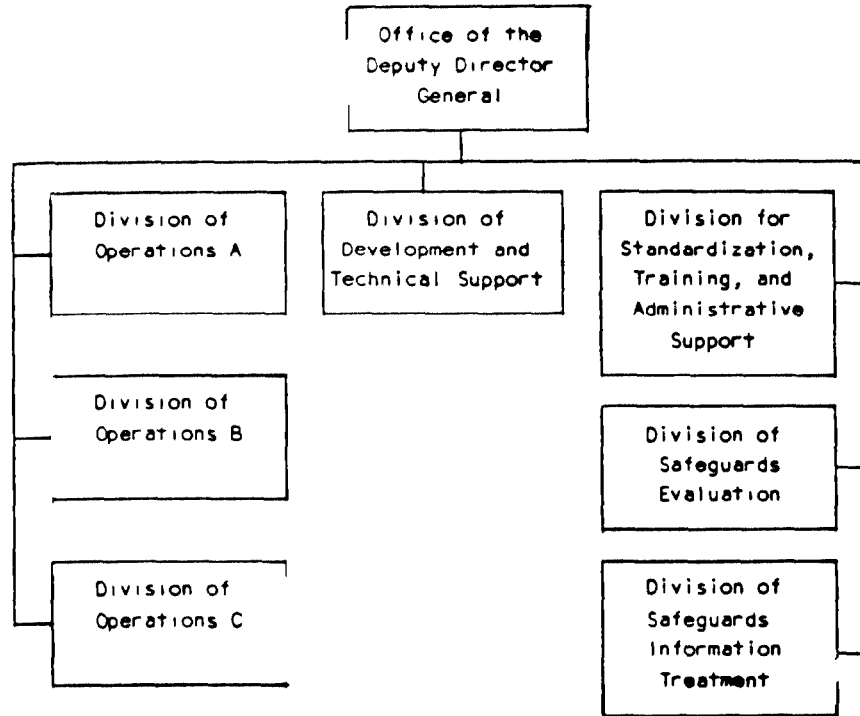 Office of the
Deputy Director
General
Division of
Operations A
Division of
Development and
Technical Support
Division for
Standardization,
Training, and
Administrative
Support
Division of
Operations B
Division of
Safeguards
Evaluation
Division of
Operations C
Division of
Safeguards
Information
Treatment